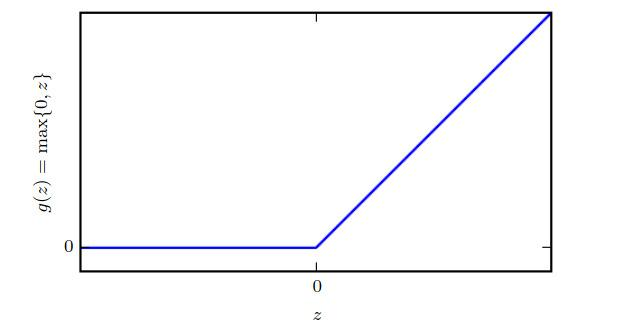 g(z) = max{0, z}
0
0
z